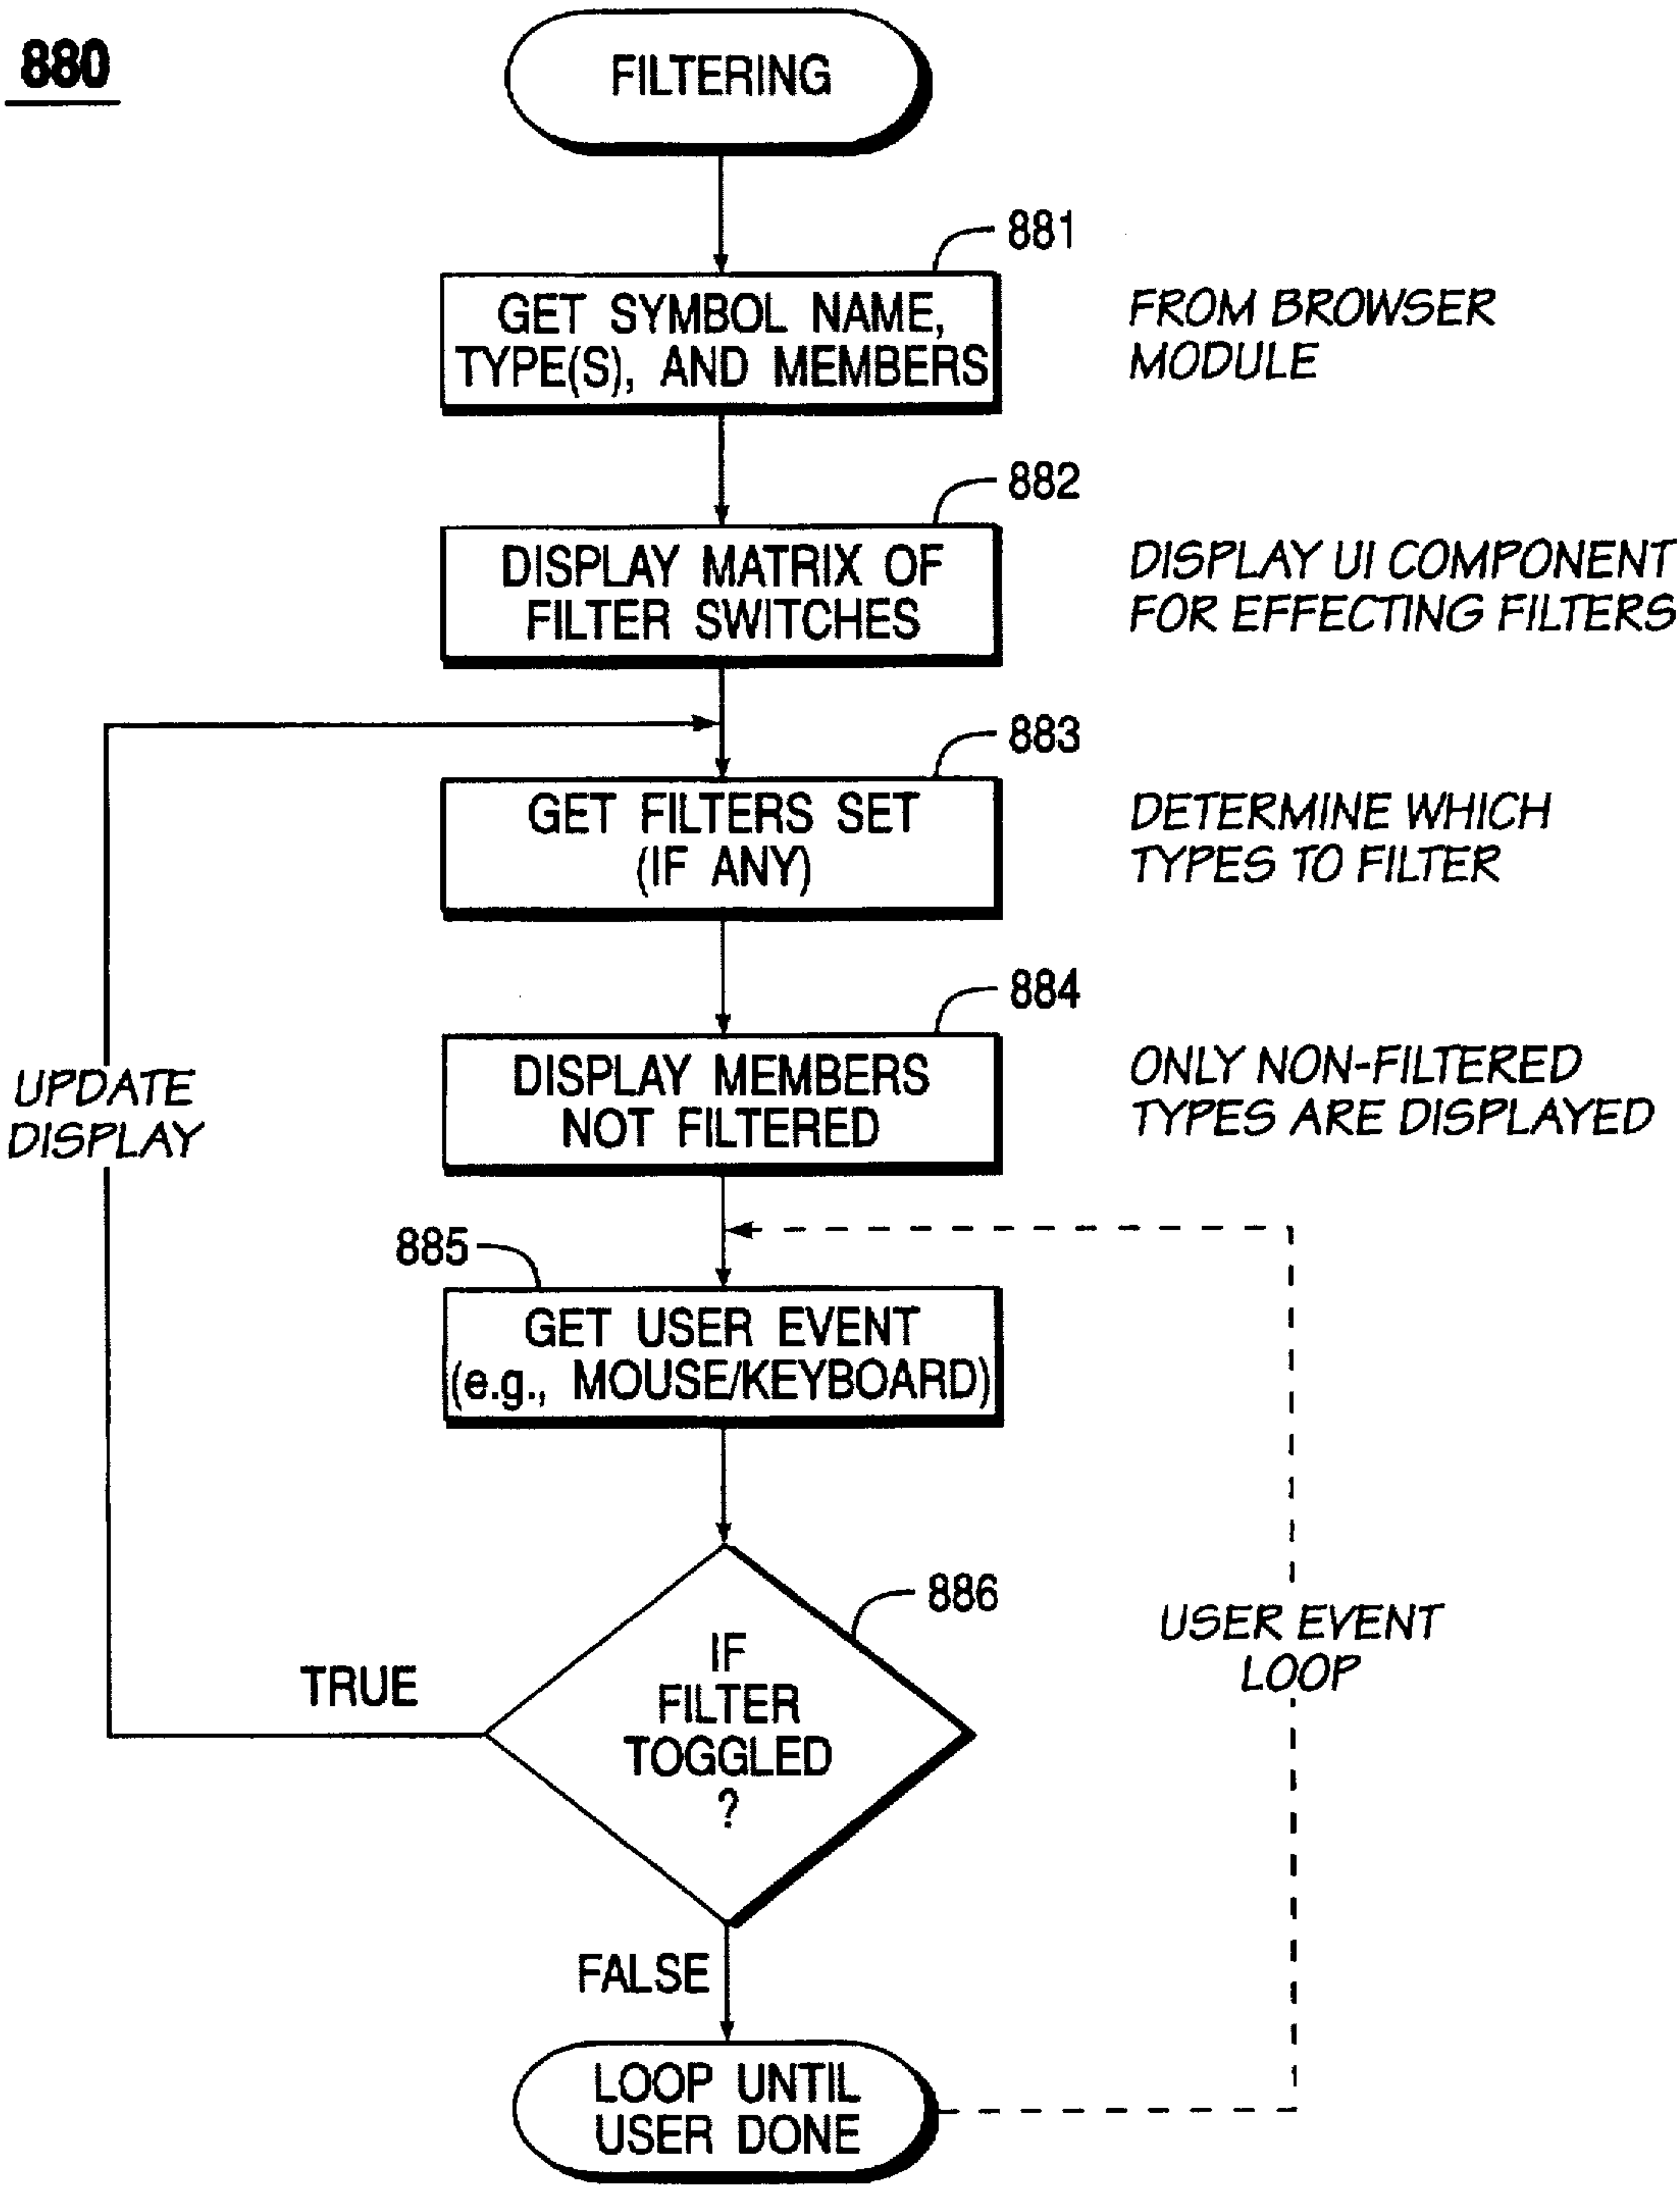 880
FILTERING
881
GET SYMBOL NAME,
TYPE(S), AND MEMBERS
FROM BROWSER
MODULE
882
DISPLAY MATRIX OF
FILTER SWITCHES
DISPLAY UI COMPONENT
FOR EFFECTING FILTERS
883
GET FILTERS SET
(IF ANY)
DETERMINE WHICH
TYPES TO FILTER
884
DISPLAY MEMBERS
NOT FILTERED
ONLY NON-FILTERED
TYPES ARE DISPLAYED
UPDATE
DISPLAY
885
GET USER EVENT
(e.g., MOUSE/KEYBOARD)
886
IF
FILTER
TOGGLED
?
TRUE
USER EVENT
LOOP
FALSE
LOOP UNTIL
USER DONE